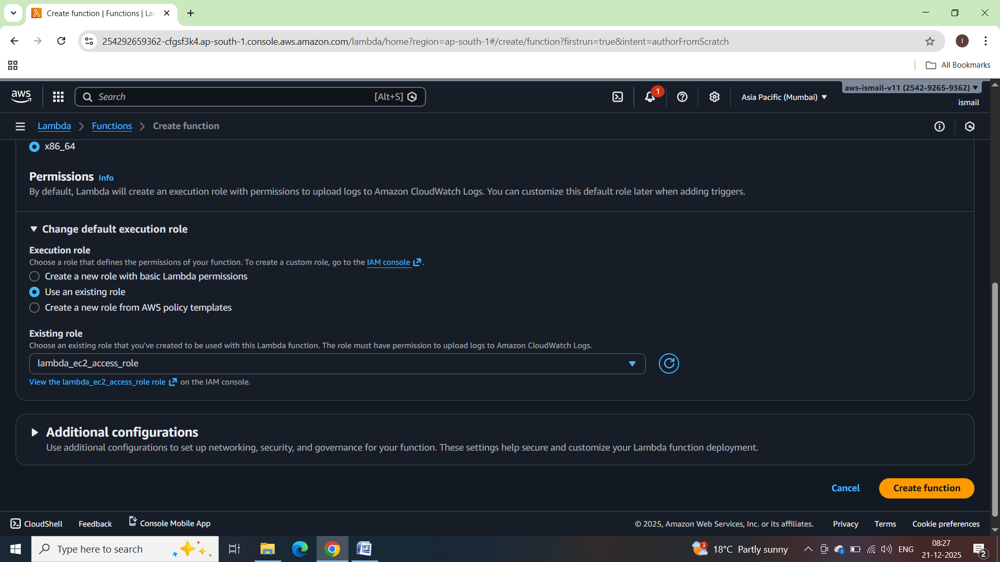 Create function | Functions | La
254292659362-cfgsf3k4.ap-south-1.console.aws.amazon.com/lambda/home?region=ap-south-1#/create/function?firstrun=true&intent=authorFromScratch
I
All Bookmarks
aws
Search
[Alt+S]
1
Asia Pacific (Mumbai)
aws-ismail-v11 (2542-9265-9362)
ismail
Lambda
Functions
Create function
x86_64
Permissions Info
By default, Lambda will create an execution role with permissions to upload logs to Amazon CloudWatch Logs. You can customize this default role later when adding triggers.
Change default execution role
Execution role
Choose a role that defines the permissions of your function. To create a custom role, go to the IAM console.
Create a new role with basic Lambda permissions
Use an existing role
Create a new role from AWS policy templates
Existing role
Choose an existing role that you've created to be used with this Lambda function. The role must have permission to upload logs to Amazon CloudWatch Logs.
lambda_ec2_access_role
View the lambda_ec2_access_role role on the IAM console.
Additional configurations
Use additional configurations to set up networking, security, and governance for your function. These settings help secure and customize your Lambda function deployment.
Cancel
Create function
CloudShell
Feedback
Console Mobile App
© 2025, Amazon Web Services, Inc. or its affiliates.
Privacy
Terms
Cookie preferences
Type here to search
3
18°C Partly sunny
ENG
08:27
21-12-2025
2